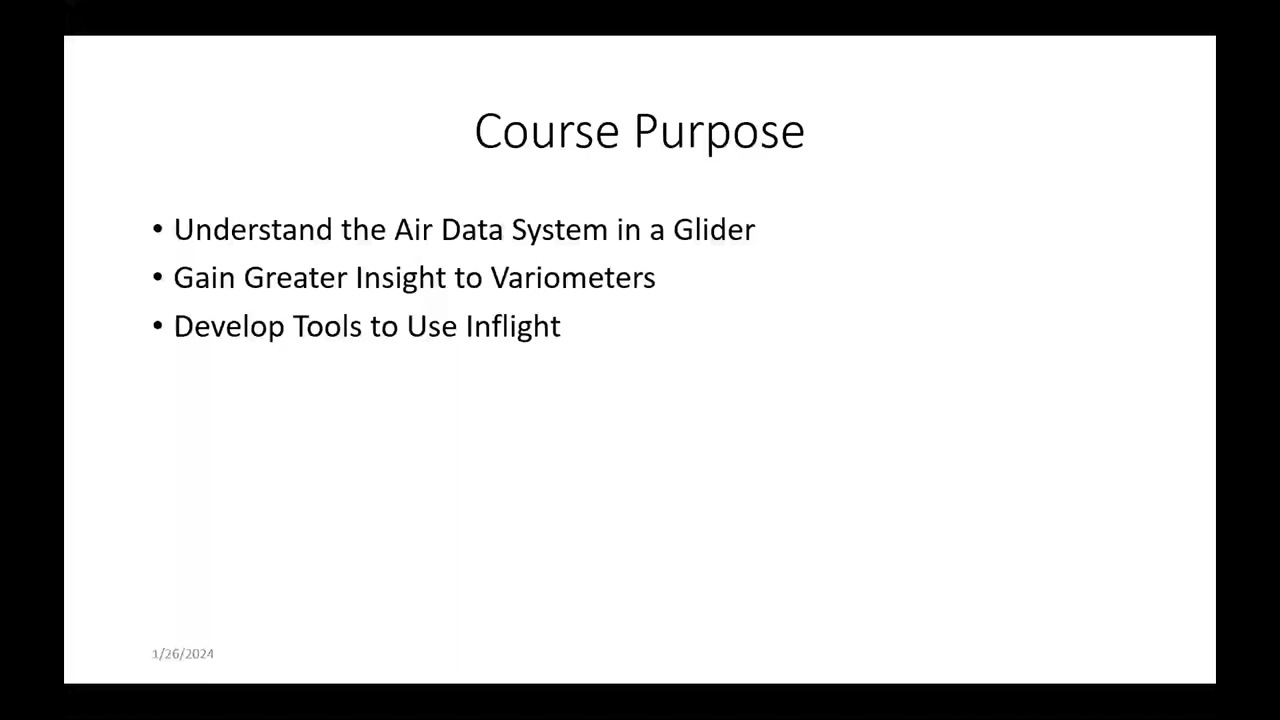 Course Purpose
• Understand the Air Data System in a Glider
• Gain Greater Insight to Variometers
• Develop Tools to Use Inflight
1/26/2024